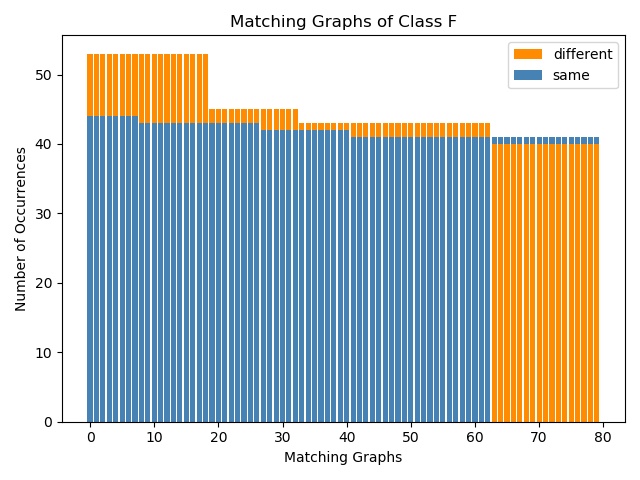 Matching Graphs of Class F
different
same
Number of Occurrences
50
40
30
20
10
0
0 10 20 30 40 50 60 70 80
Matching Graphs